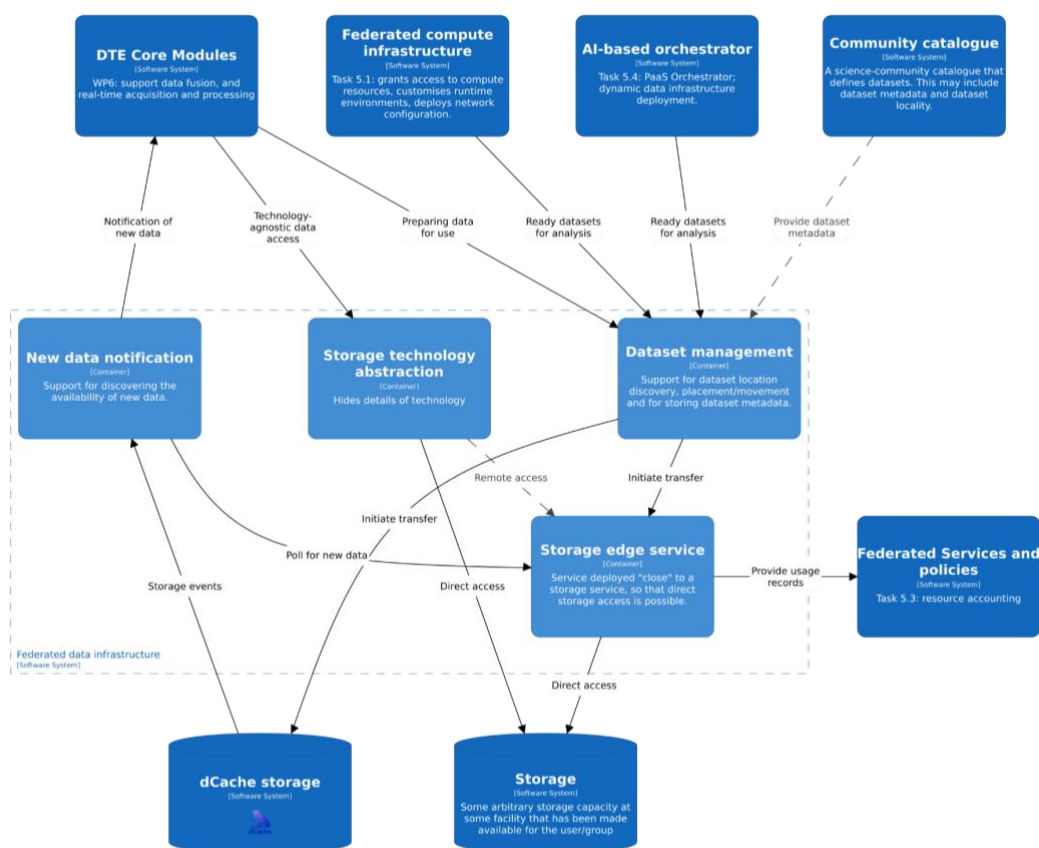 DTE Core Modules
[Software System]
WP6: support data fusion, and
real-time acquisition and processing
Federated compute
infrastructure
[Software System]
Task 5.1: grants access to compute
resources, customises runtime
environments, deploys network
configuration.
AI-based orchestrator
[Software System]
Task 5.4: PaaS Orchestrator;
dynamic data infrastructure
deployment.
Community catalogue
[Software System]
A science-community catalogue that
defines datasets. This may include
dataset metadata and dataset
locality.
Notification of
new data
Technology-
agnostic data
access
Preparing data
for use
Ready datasets
for analysis
Ready datasets
for analysis
Provide dataset
metadata
New data notification
[Container]
Support for discovering the
availability of new data.
Storage technology
abstraction
[Container]
Hides details of technology
Dataset management
[Container]
Support for dataset location
discovery, placement/movement
and for storing dataset metadata.
Remote access
Initiate transfer
Initiate transfer
Poll for new data
Storage events
Direct access
Storage edge service
[Container]
Service deployed "close" to a
storage service, so that direct
storage access is possible.
Provide usage
records
Federated Services and
policies
[Software System]
Task 5.3: resource accounting
Federated data infrastructure
[Software System]
Direct access
dCache storage
[Software System]
dCache
Storage
[Software System]
Some arbitrary storage capacity at
some facility that has been made
available for the user/group